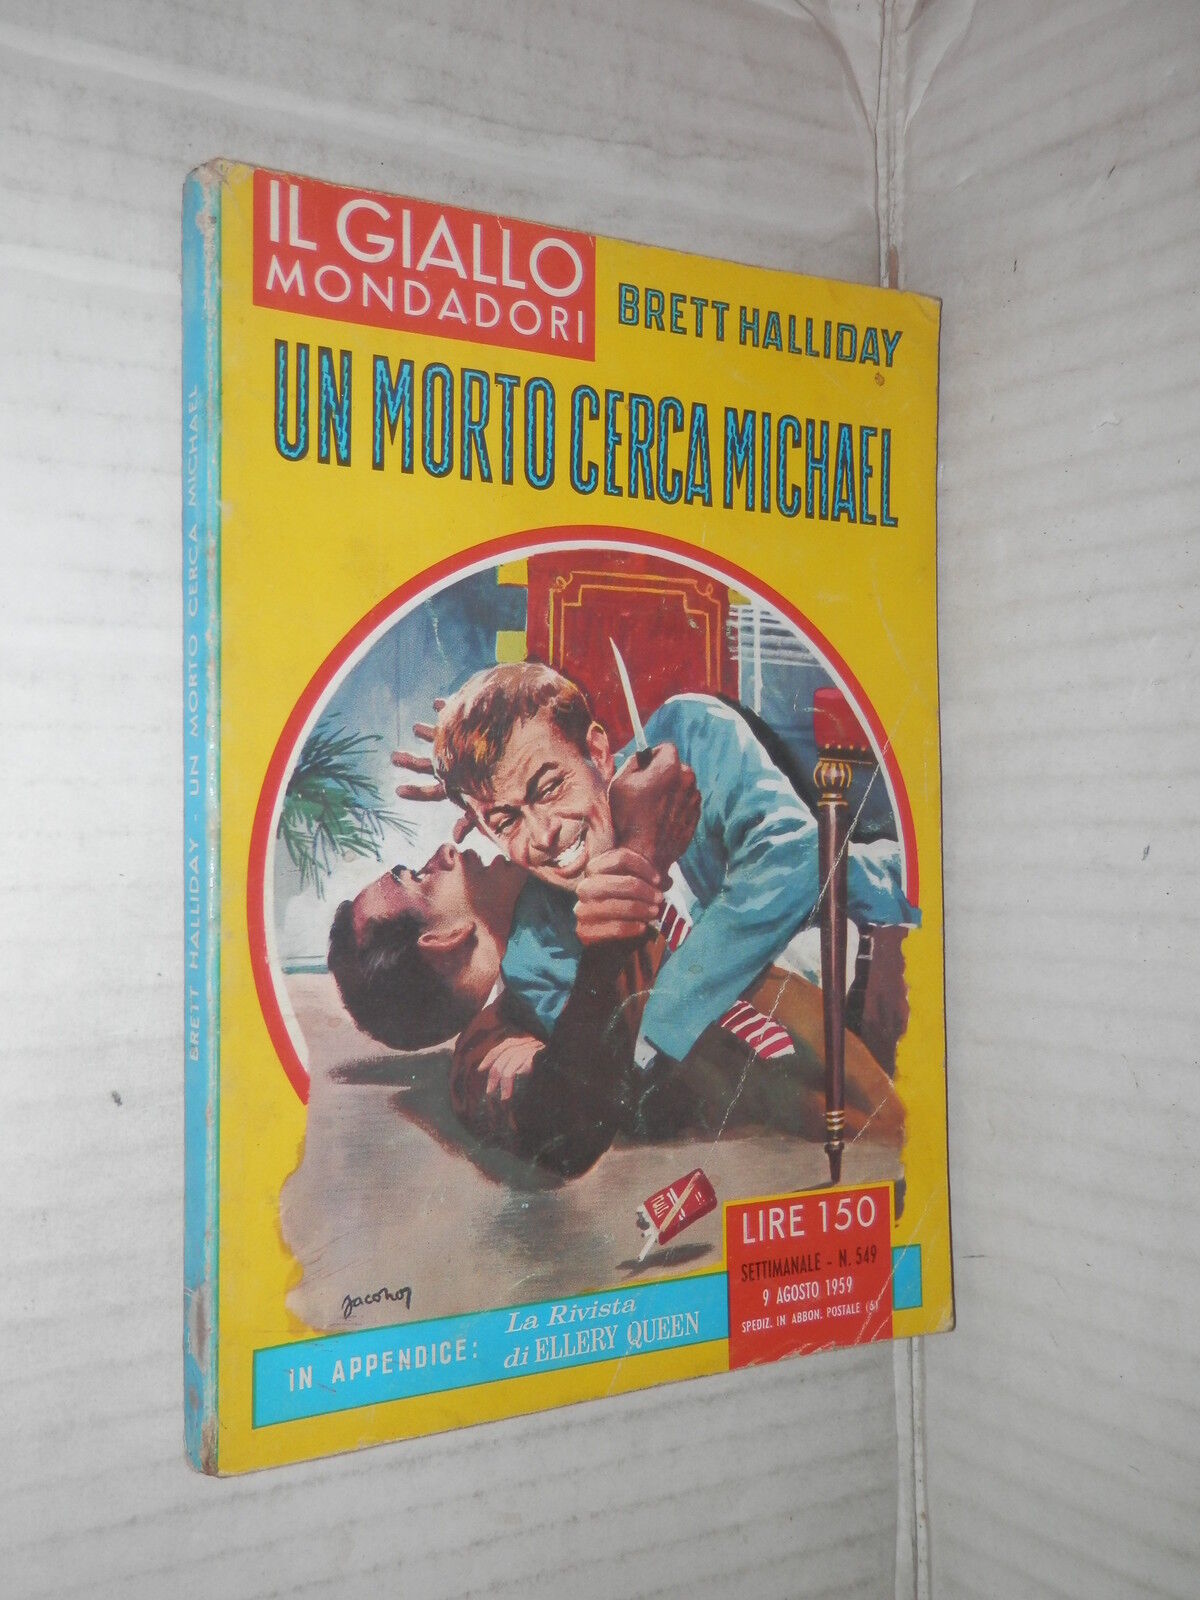 IL GIALLO
MONDADORI
BRETT HALLIDAY
UN MORTO CERCA MICHAEL
BRETT HALLIDAY - UN MORTO CERCA MICHAEL
Jacono
LIRE 150
SETTIMANALE - N. 549
9 AGOSTO 1959
SPEDIZ. IN ABBON. POSTALE
IN APPENDICE:
La Rivista
di ELLERY QUEEN